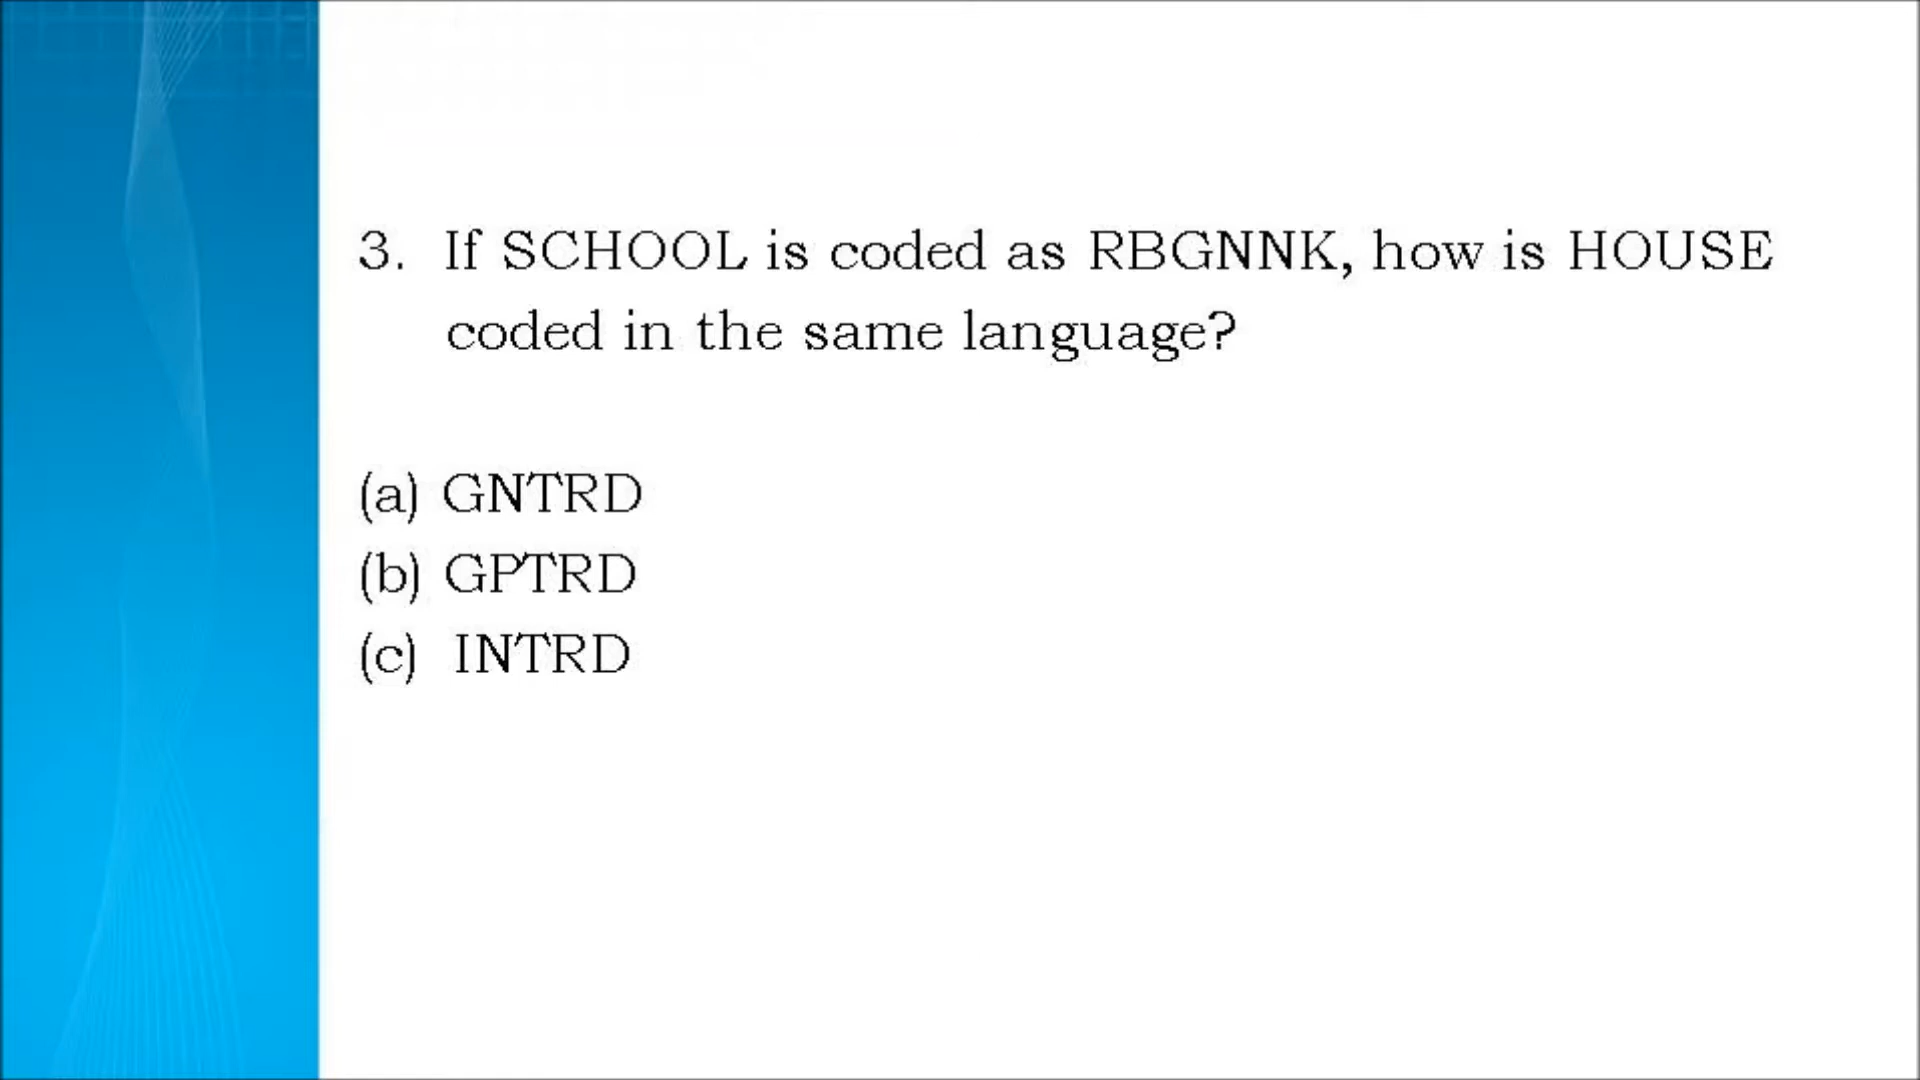 3. If SCHOOL is coded as RBGNNK, how is HOUSE
coded in the same language?
(a) GNTRD
(b) GPTRD
(c) INTRD